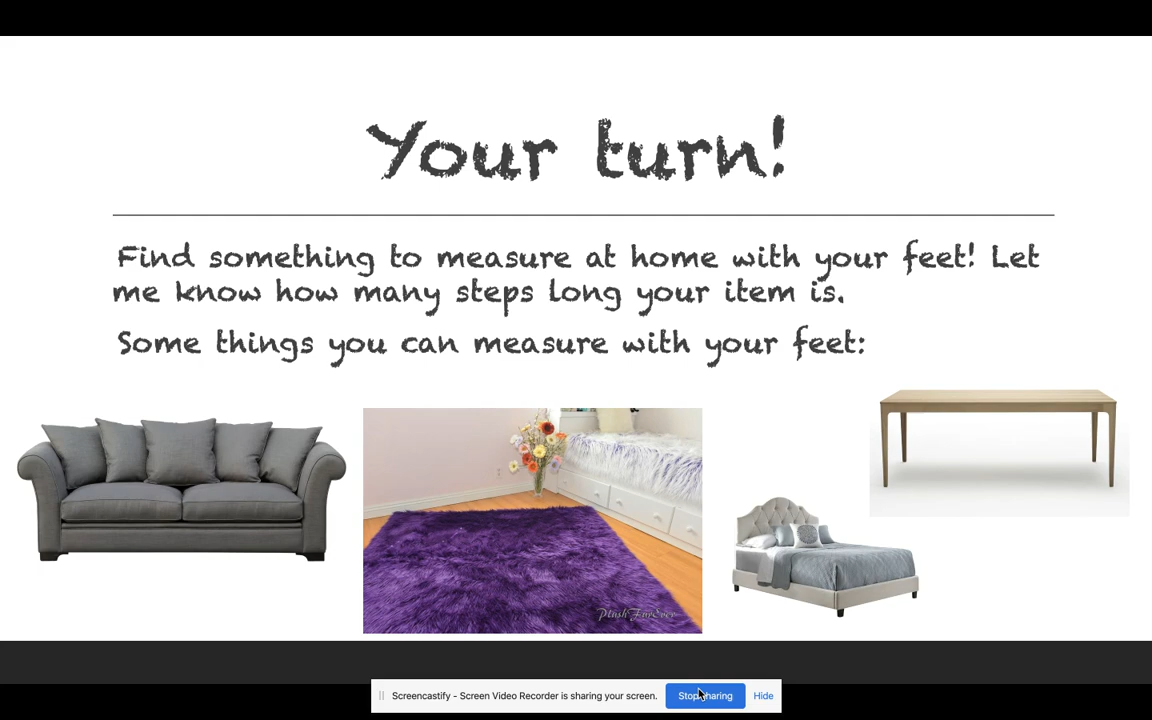 Your turn!
Find something to measure at home with your feet! Let
me know how many steps long your item is.
Some things you can measure with your feet:
PlushFurEver
Screencastify - Screen Video Recorder is sharing your screen.
Stop sharing
Hide